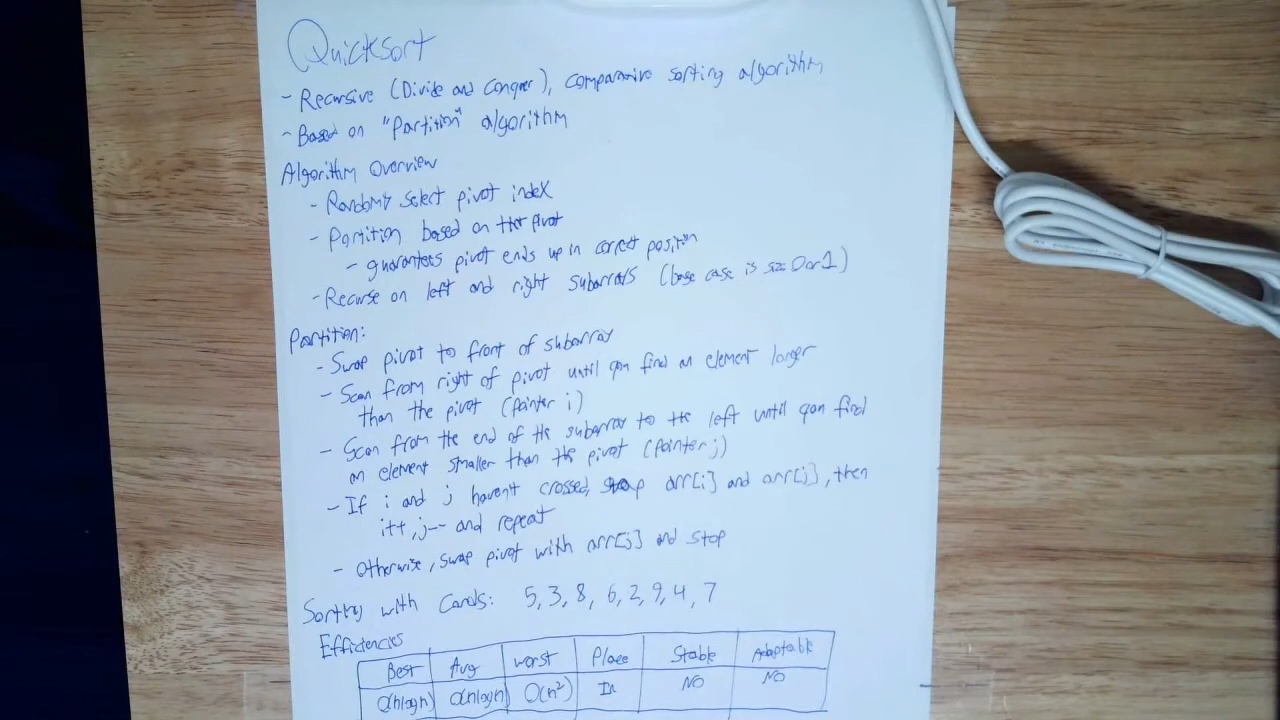 Quicksort
- Recursive (Divide and Conquer), comparative sorting algorithm
- Based on "Partition" algorithm
Algorithm Overview
- Randomly select pivot index
- Partition based on that pivot
- guarantees pivot ends up in correct position
- Recurse on left and right subarrays (base case is size 0 or 1)
Partition:
- Swap pivot to front of subarray
- Scan from right of pivot until you find an element larger
than the pivot (pointer i)
- Scan from the end of the subarray to the left until you find
an element smaller than the pivot (pointer j)
- If i and j haven't crossed, swap arr[i] and arr[j], then
i++, j-- and repeat
- Otherwise, swap pivot with arr[j] and stop
Sorting with Cards: 5, 3, 8, 6, 2, 9, 4, 7
Efficiencies
Best Avg worst Place Stable Adaptable
O(nlogn) O(nlogn) O(n²) In NO NO